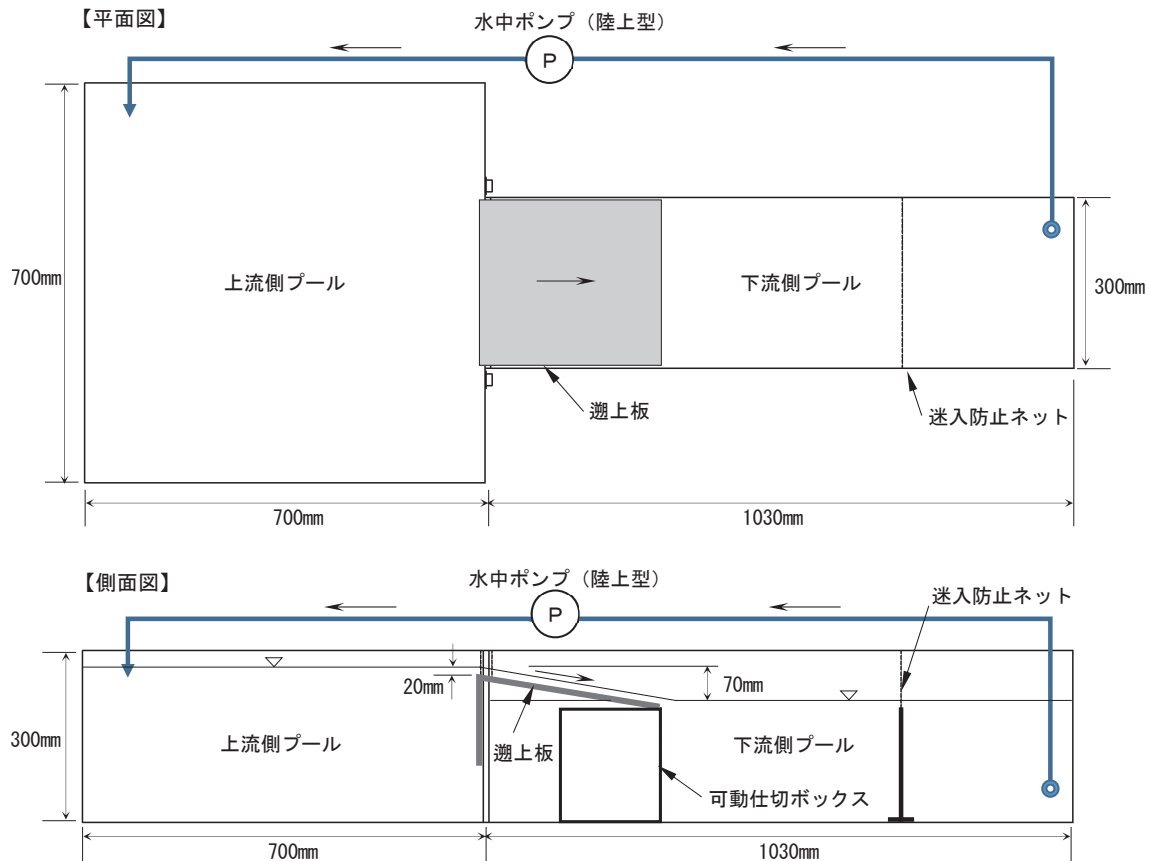 【平面図】
水中ポンプ（陸上型）
P
700mm
上流側プール
下流側プール
300mm
遡上板
迷入防止ネット
700mm
1030mm
【側面図】
水中ポンプ（陸上型）
P
迷入防止ネット
20mm
70mm
300mm
上流側プール
遡上板
下流側プール
可動仕切ボックス
700mm
1030mm